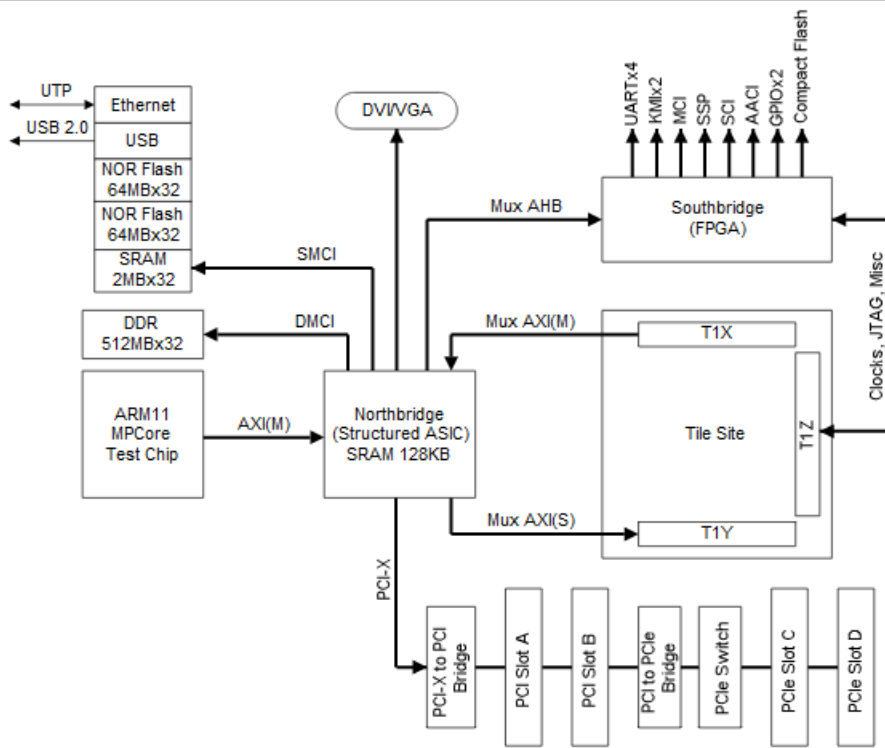 UTP
USB 2.0
Ethernet
USB
NOR Flash
64MBx32
NOR Flash
64MBx32
SRAM
2MBx32
DVI/VGA
UARTx4
KMIx2
MCI
SSP
SCI
AACI
GPIOx2
Compact Flash
Mux AHB
Southbridge
(FPGA)
SMCI
DMCI
DDR
512MBx32
Mux AXI(M)
T1X
Clocks, JTAG, Misc
ARM11
MPCore
Test Chip
AXI(M)
Northbridge
(Structured ASIC)
SRAM 128KB
Tile Site
T1Z
Mux AXI(S)
T1Y
PCI-X
PCI-X to PCI
Bridge
PCI Slot A
PCI Slot B
PCI to PCIe
Bridge
PCIe Switch
PCIe Slot C
PCIe Slot D